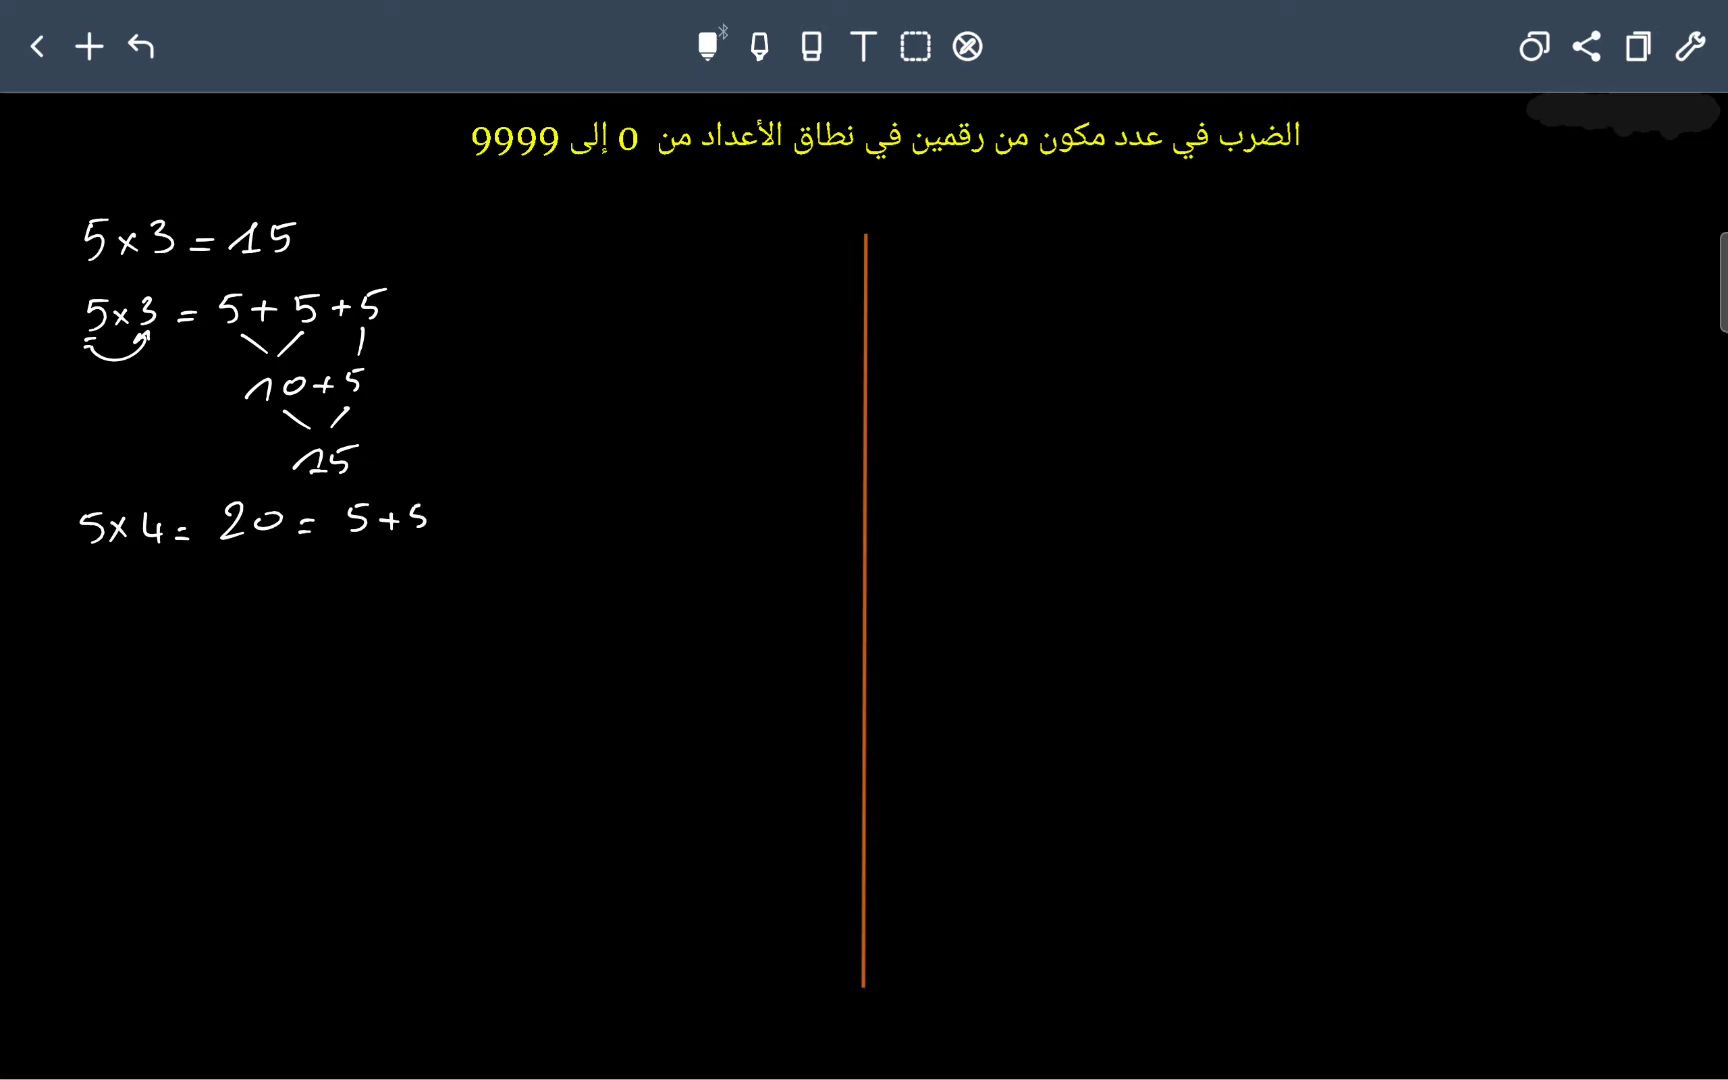 الضرب في عدد مكون من رقمين في نطاق الأعداد من 0 إلى 9999
5 × 3 = 15
5 × 3 = 5 + 5 + 5
10 + 5
15
5 × 4 = 20 = 5 + 5